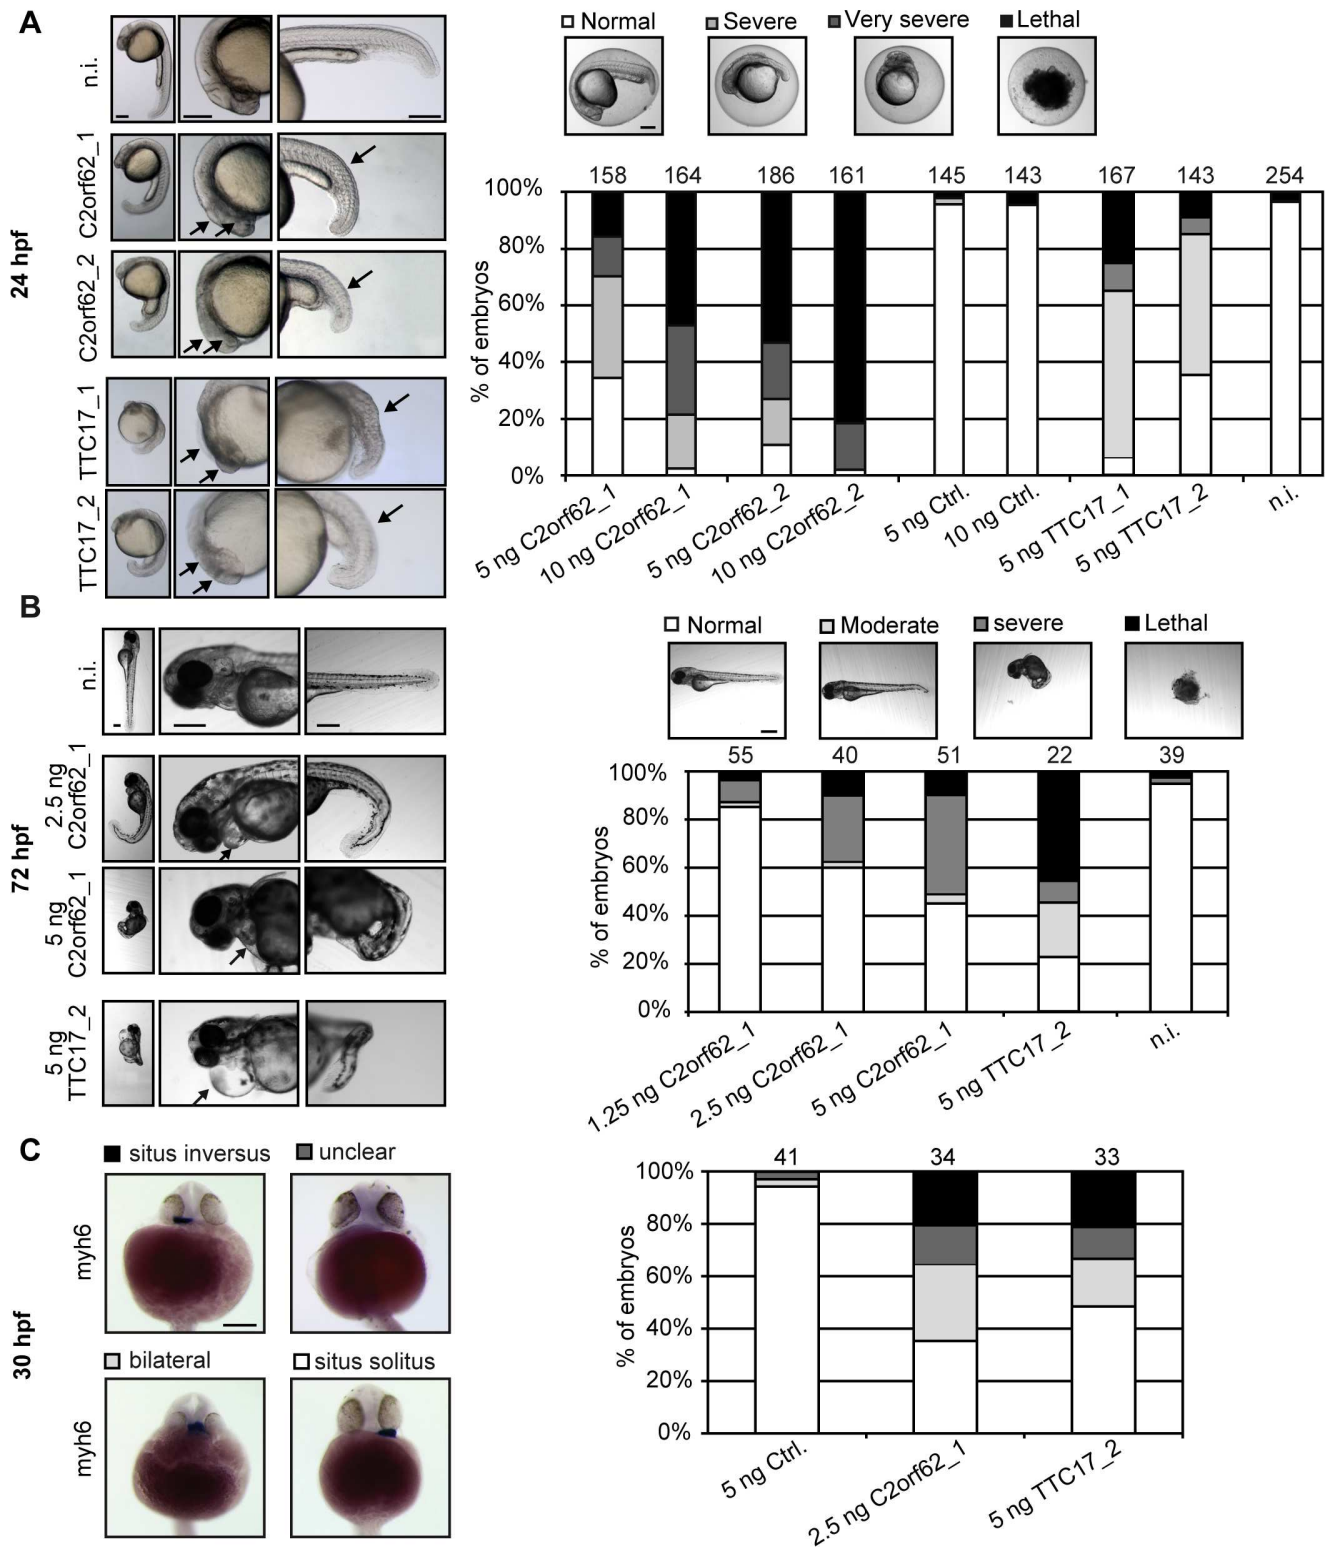 A
n.i.
C2orf62_1
C2orf62_2
TTC17_1
TTC17_2
24 hpf
Normal
Severe
Very severe
Lethal
158 164 186 161 145 143 167 143 254
% of embryos
100%
80%
60%
40%
20%
0%
5 ng C2orf62_1
10 ng C2orf62_1
5 ng C2orf62_2
10 ng C2orf62_2
5 ng Ctrl.
10 ng Ctrl.
5 ng TTC17_1
5 ng TTC17_2
n.i.
B
n.i.
2.5 ng
C2orf62_1
5 ng
C2orf62_1
5 ng
TTC17_2
72 hpf
Normal
Moderate
severe
Lethal
55 40 51 22 39
% of embryos
100%
80%
60%
40%
20%
0%
1.25 ng C2orf62_1
2.5 ng C2orf62_1
5 ng C2orf62_1
5 ng TTC17_2
n.i.
C
situs inversus
unclear
myh6
bilateral
situs solitus
myh6
30 hpf
41 34 33
% of embryos
100%
80%
60%
40%
20%
0%
5 ng Ctrl.
2.5 ng C2orf62_1
5 ng TTC17_2